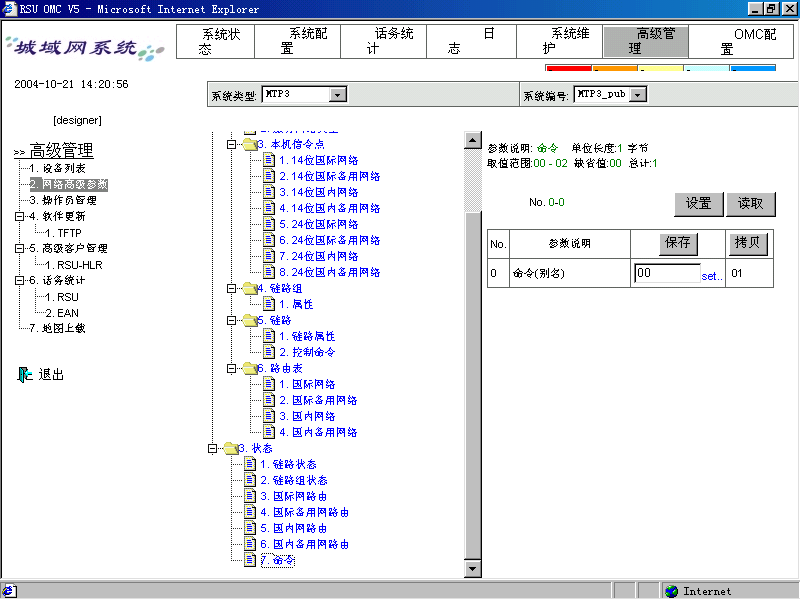 RSU OMC V5 - Microsoft Internet Explorer
城域网系统
系统状态
系统配置
话务统计
日志
系统维护
高级管理
OMC配置
2004-10-21 14:20:56
系统类型: MTP3
系统编号: MTP3_pub
[designer]
>> 高级管理
1. 设备列表
2. 网络高级参数
3. 操作员管理
4. 软件更新
1. TFTP
5. 高级客户管理
1. RSU-HLR
6. 话务统计
1. RSU
2. EAN
7. 地图上载
退出
3. 本机信令点
1. 14位国际网络
2. 14位国际备用网络
3. 14位国内网络
4. 14位国内备用网络
5. 24位国际网络
6. 24位国际备用网络
7. 24位国内网络
8. 24位国内备用网络
4. 链路组
1. 属性
5. 链路
1. 链路属性
2. 控制命令
6. 路由表
1. 国际网络
2. 国际备用网络
3. 国内网络
4. 国内备用网络
3. 状态
1. 链路状态
2. 链路组状态
3. 国际网路由
4. 国际备用网路由
5. 国内网路由
6. 国内备用网路由
7. 命令
参数说明: 命令 单位长度:1 字节
取值范围:00 - 02 缺省值:00 总计:1
No. 0-0 设置 读取
No. 参数说明 保存 拷贝
0 命令(别名) 00 set.. 01
Internet